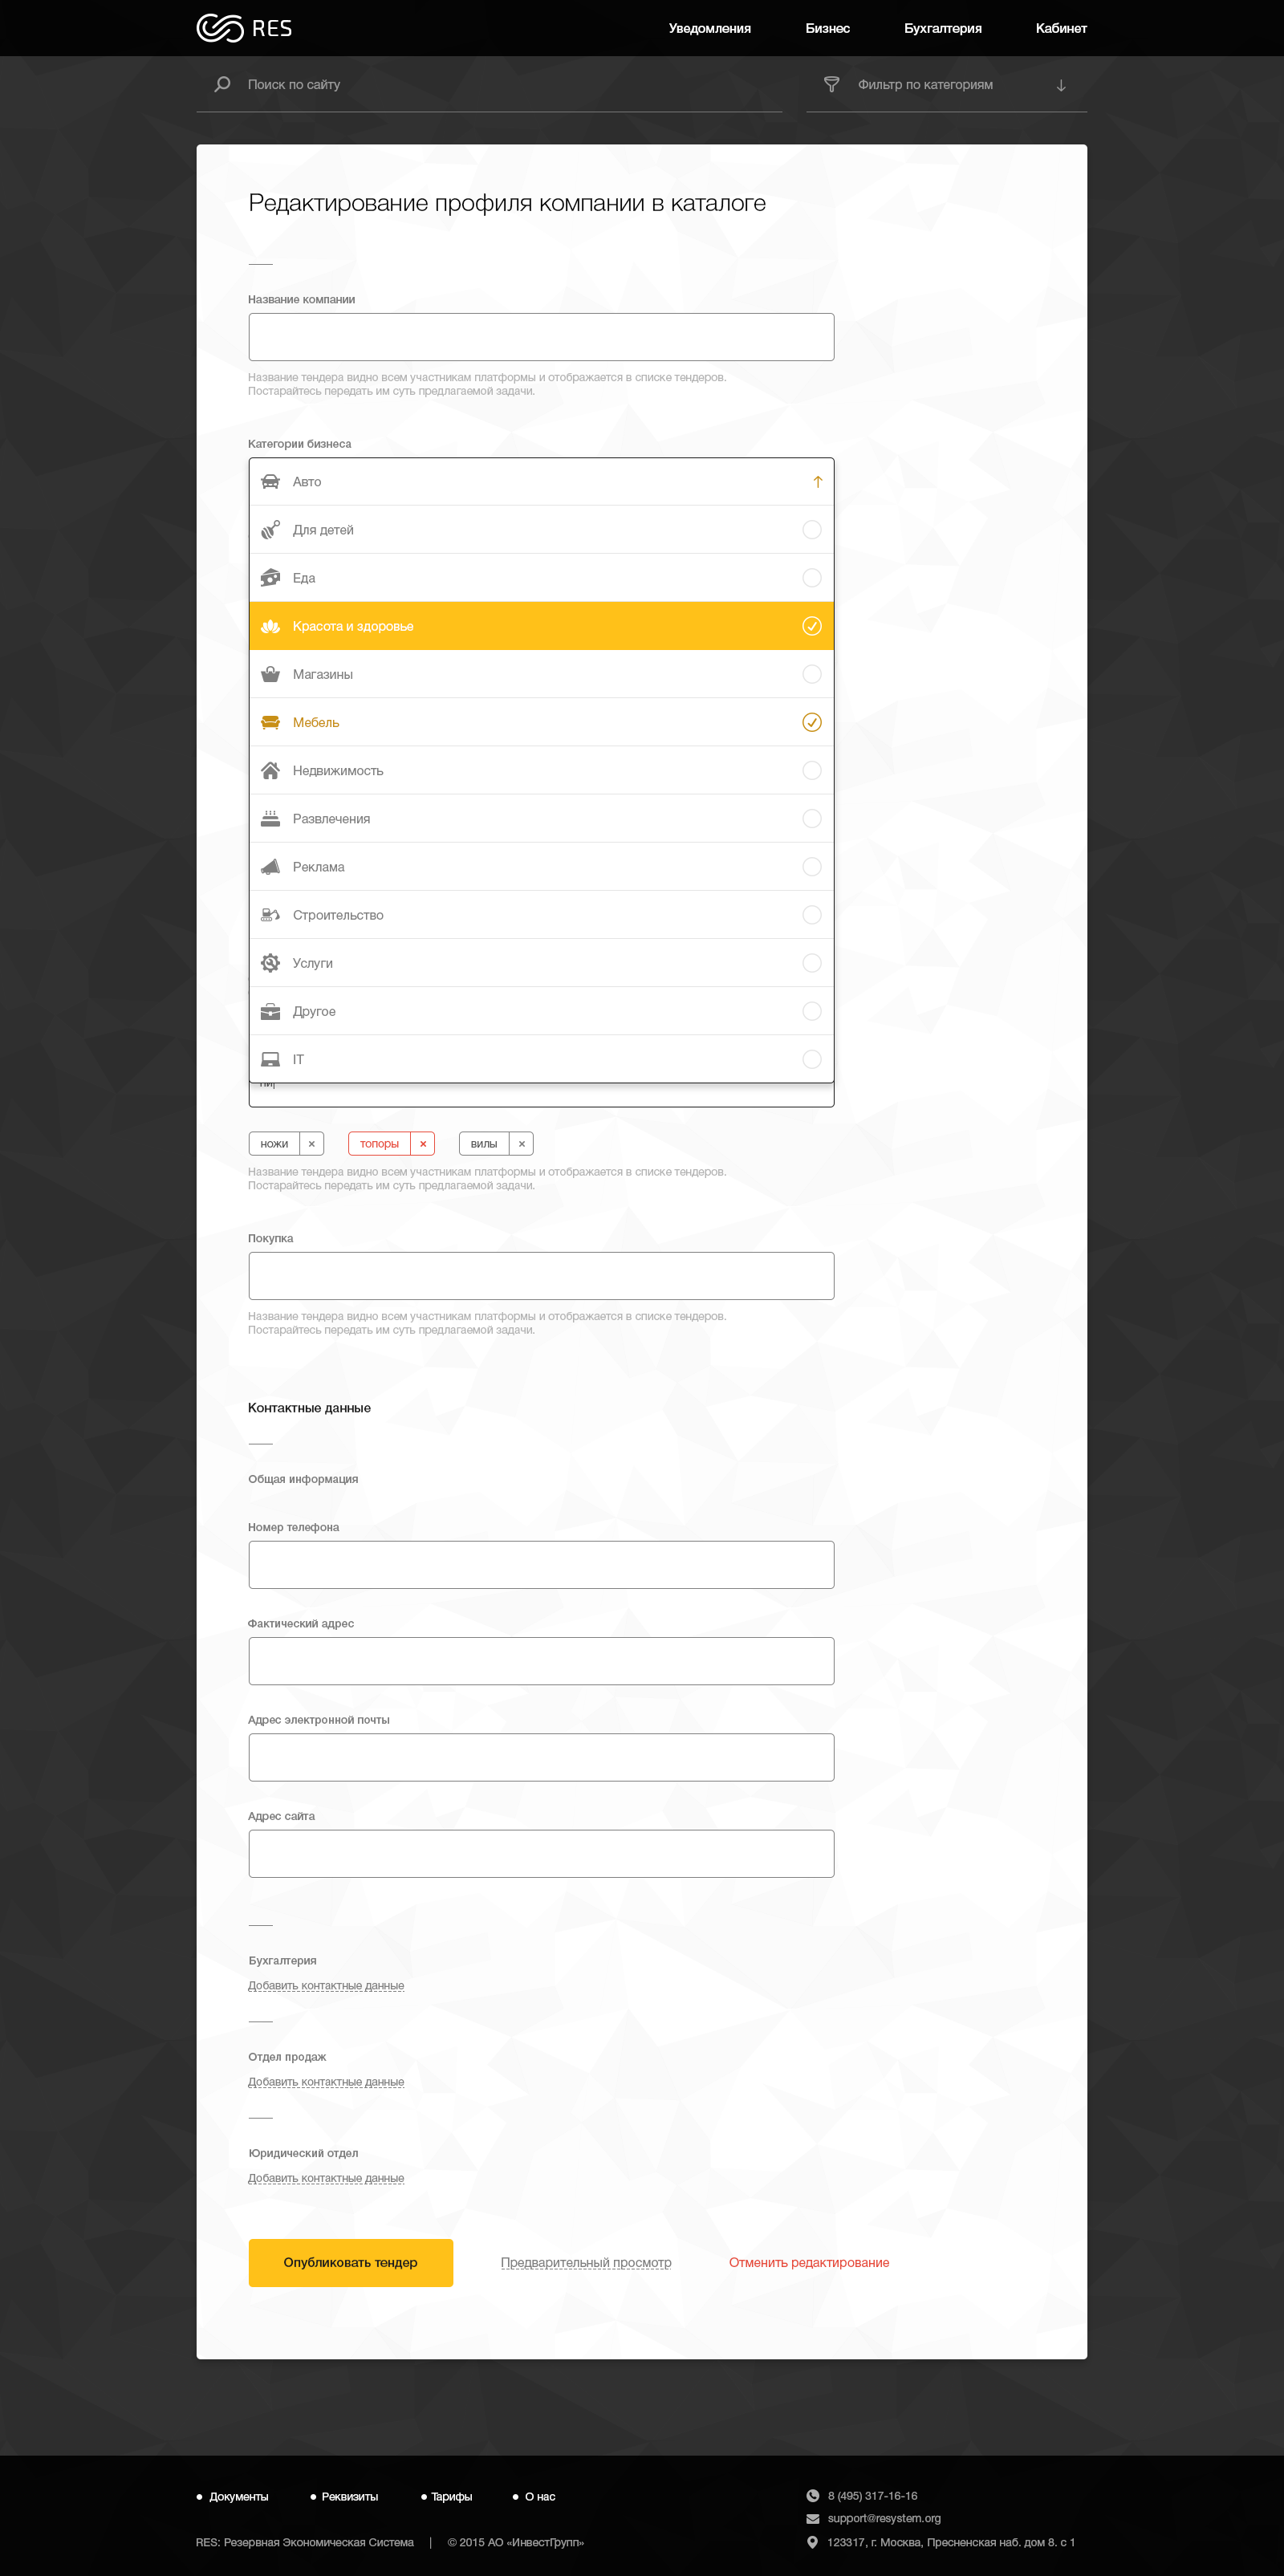 RES
Уведомления
Бизнес
Бухгалтерия
Кабинет
Поиск по сайту
Фильтр по категориям
Редактирование профиля компании в каталоге
Название компании
Название тендера видно всем участникам платформы и отображается в списке тендеров.
Постарайтесь передать им суть предлагаемой задачи.
Категории бизнеса
Авто
Для детей
Еда
Красота и здоровье
Магазины
Мебель
Недвижимость
Развлечения
Реклама
Строительство
Услуги
Другое
IT
ножи
топоры
вилы
Название тендера видно всем участникам платформы и отображается в списке тендеров.
Постарайтесь передать им суть предлагаемой задачи.
Покупка
Название тендера видно всем участникам платформы и отображается в списке тендеров.
Постарайтесь передать им суть предлагаемой задачи.
Контактные данные
Общая информация
Номер телефона
Фактический адрес
Адрес электронной почты
Адрес сайта
Бухгалтерия
Добавить контактные данные
Отдел продаж
Добавить контактные данные
Юридический отдел
Добавить контактные данные
Опубликовать тендер
Предварительный просмотр
Отменить редактирование
Документы
Реквизиты
Тарифы
О нас
8 (495) 317-16-16
support@resystem.org
RES: Резервная Экономическая Система | © 2015 АО «ИнвестГрупп»
123317, г. Москва, Пресненская наб. дом 8. с 1